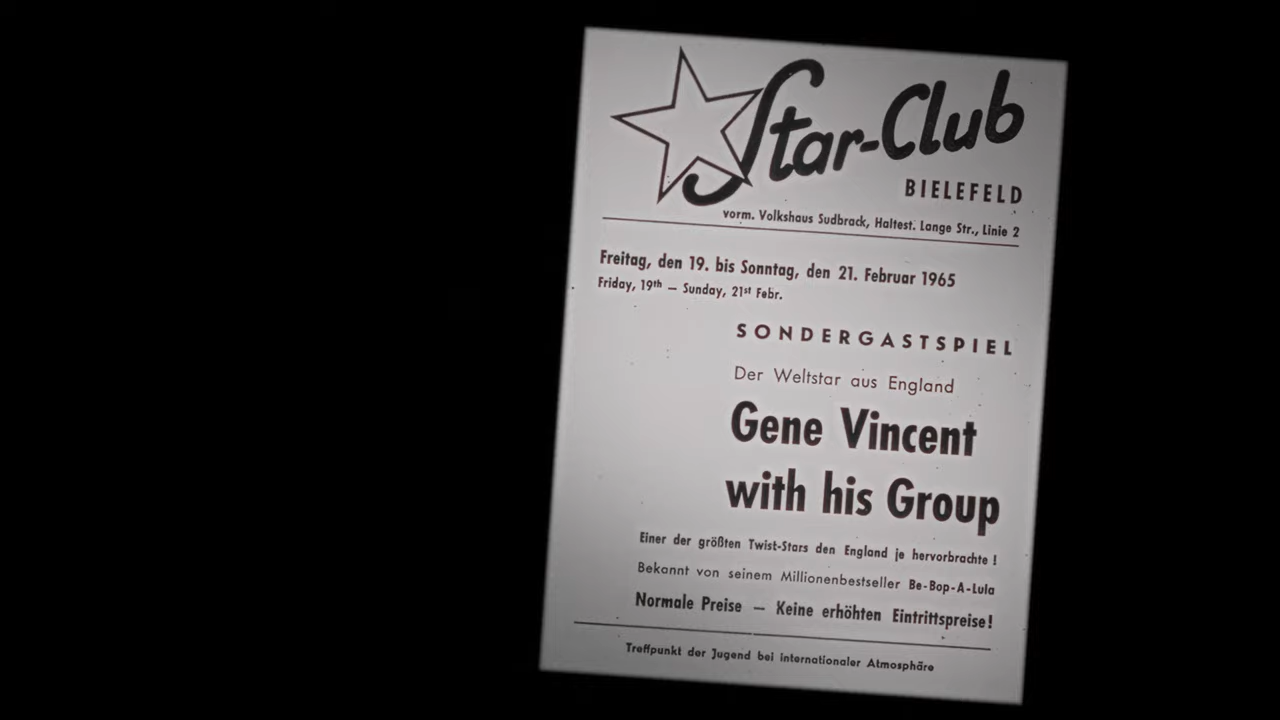 Star-Club
BIELEFELD
vorm. Volkshaus Sudbrack, Haltest. Lange Str., Linie 2
Freitag, den 19. bis Sonntag, den 21. Februar 1965
Friday, 19th – Sunday, 21st Febr.
SONDERGASTSPIEL
Der Weltstar aus England
Gene Vincent
with his Group
Einer der größten Twist-Stars den England je hervorbrachte !
Bekannt von seinem Millionenbestseller Be-Bop-A-Lula
Normale Preise — Keine erhöhten Eintrittspreise!
Treffpunkt der Jugend bei internationaler Atmosphäre